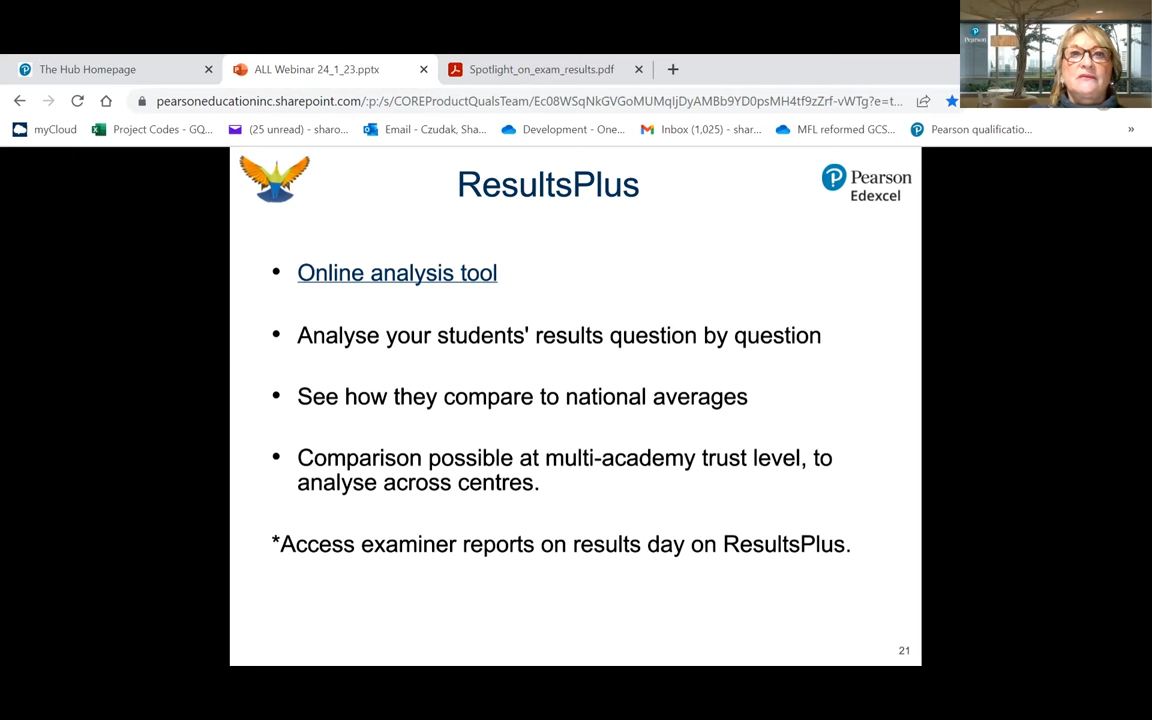 The Hub Homepage
ALL Webinar 24_1_23.pptx
Spotlight_on_exam_results.pdf
pearsoneducationinc.sharepoint.com/:p:/s/COREProductQualsTeam/Ec08WSqNkGVGoMUMqIjDyAMBb9YD0psMH4tf9zZrf-vWTg?e=t...
myCloud
Project Codes - GQ...
(25 unread) - sharo...
Email - Czudak, Sha...
Development - One...
Inbox (1,025) - shar...
MFL reformed GCS...
Pearson qualificatio...
»
Pearson
ResultsPlus
Pearson
Edexcel
• Online analysis tool
• Analyse your students' results question by question
• See how they compare to national averages
• Comparison possible at multi-academy trust level, to
analyse across centres.
*Access examiner reports on results day on ResultsPlus.
21